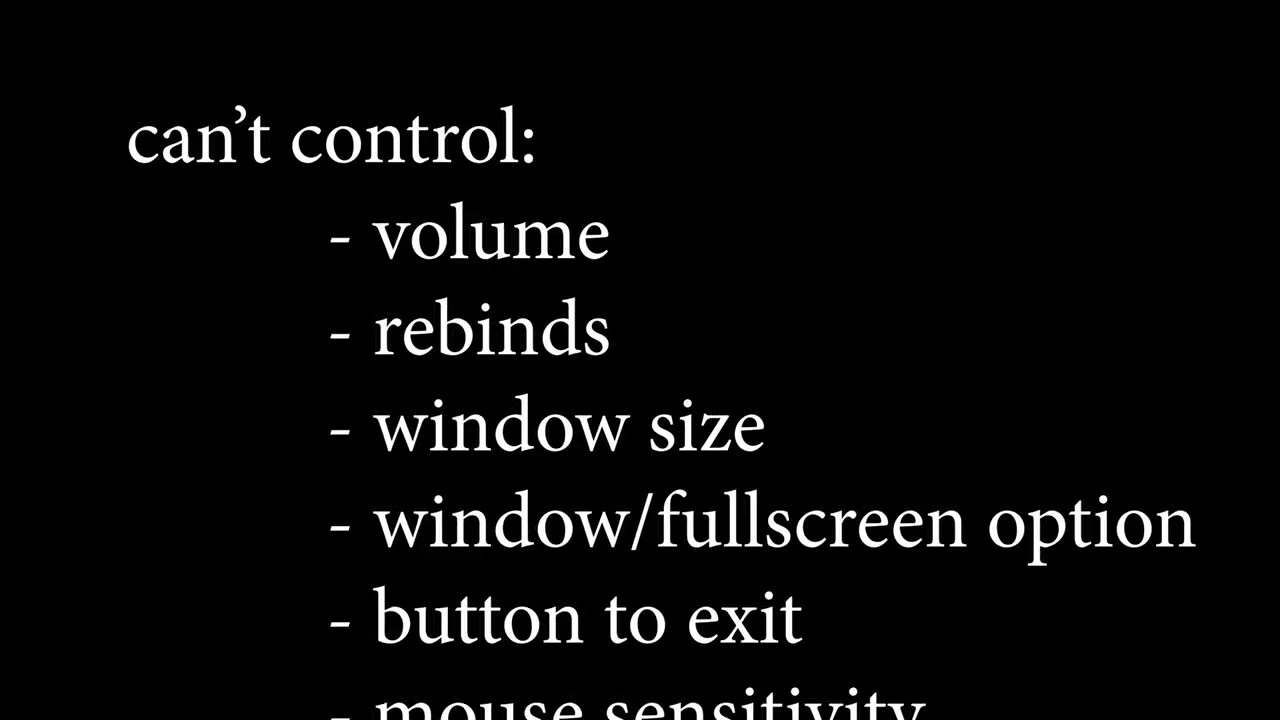 can’t control:
- volume
- rebinds
- window size
- window/fullscreen option
- button to exit
- mouse sensitivity